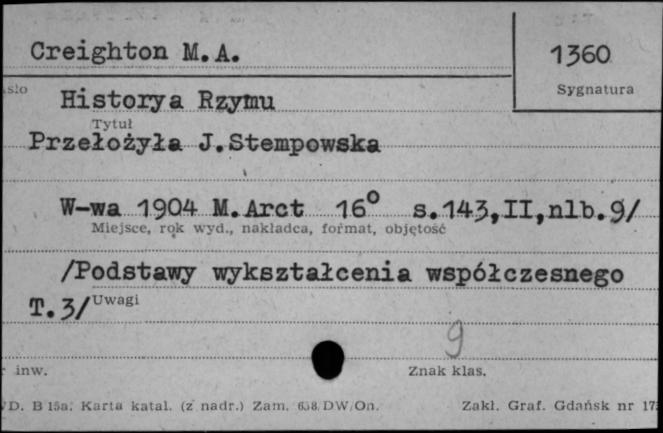 Creighton M.A.
1360
Sygnatura
Historya Rzymu
Tytuł
Przełożyła J.Stempowska
W-wa 1904 M.Arct 16° s.143,II,nlb.9/
Miejsce, rok wyd., nakładca, format, objętość
/Podstawy wykształcenia współczesnego
T.3/
Uwagi
9
inw.
Znak klas.
D. B 15a. Karta katal. (z nadr.) Zam. DW/On.
Zakł. Graf. Gdańsk nr